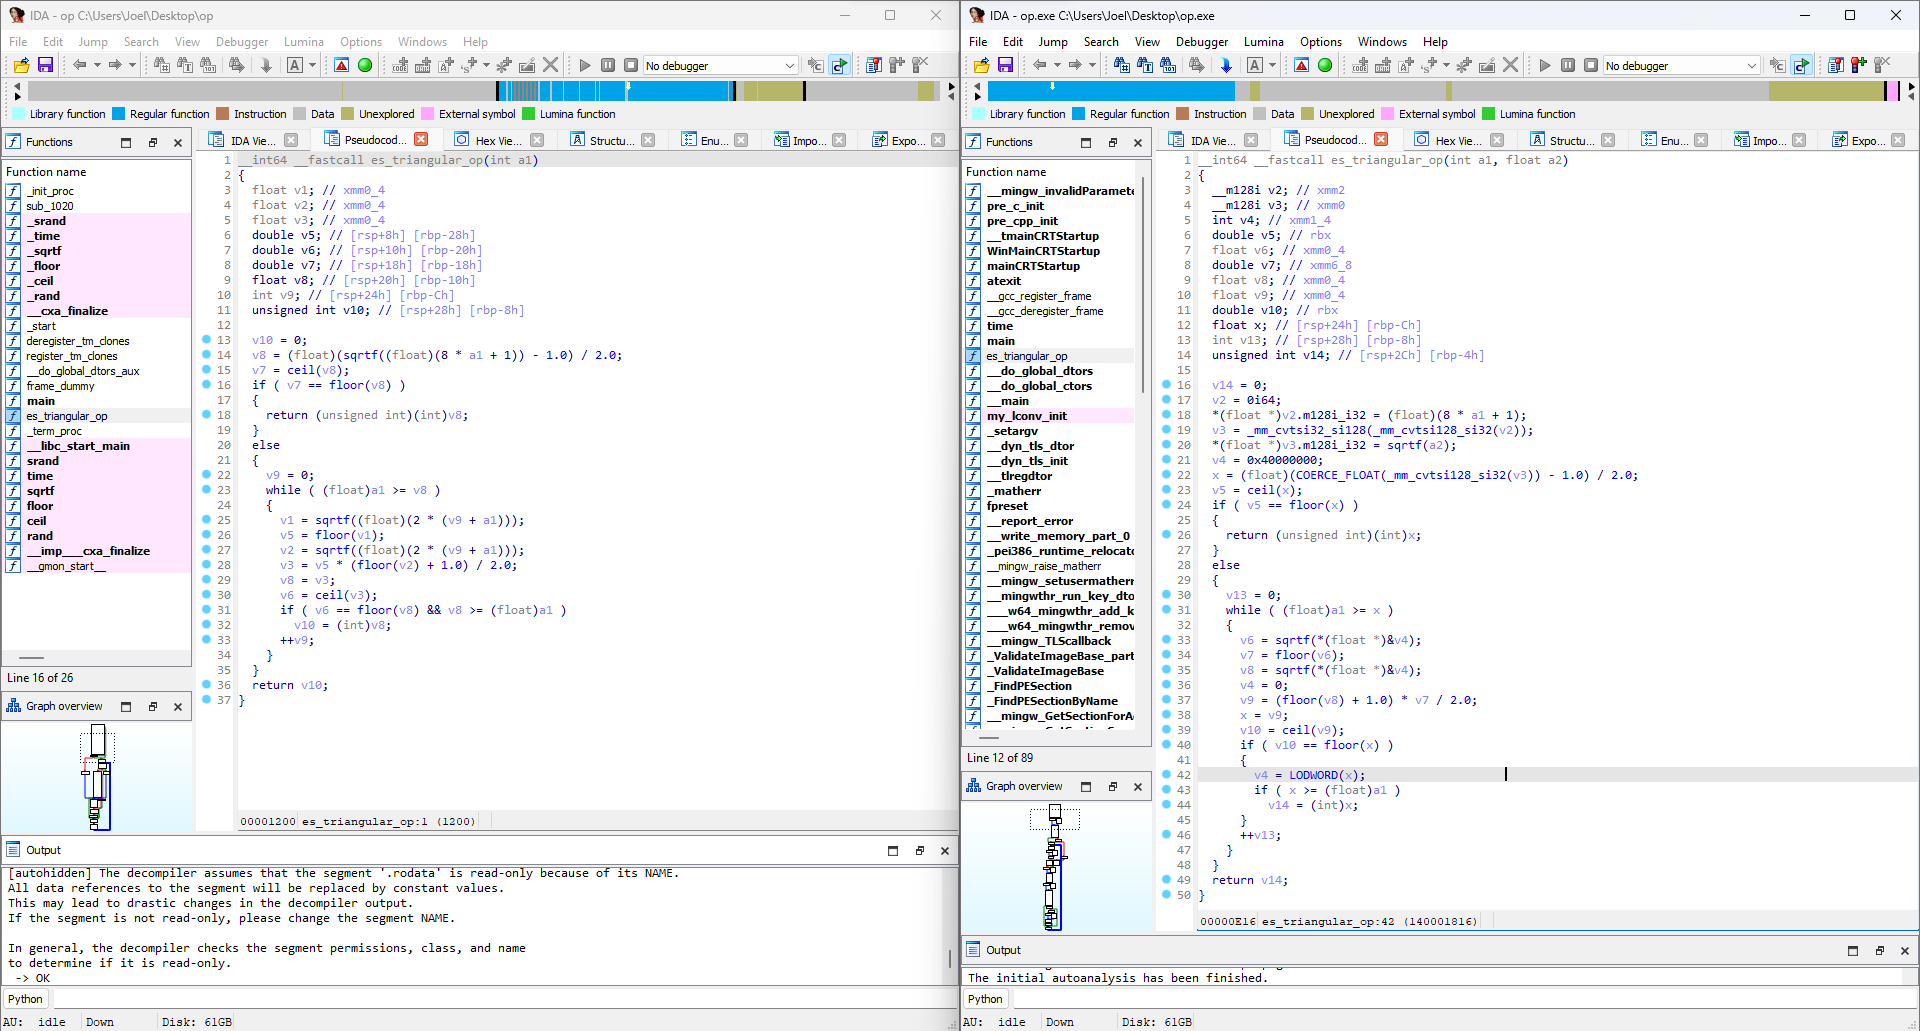 IDA - op C:\Users\Joel\Desktop\op
File Edit Jump Search View Debugger Lumina Options Windows Help
No debugger
Library function Regular function Instruction Data Unexplored External symbol Lumina function
Functions
IDA Vie... Pseudocod... Hex Vie... Structu... Enu... Impo... Expo...
Function name
_init_proc
sub_1020
_srand
_time
_sqrtf
_floor
_ceil
_rand
__cxa_finalize
_start
deregister_tm_clones
register_tm_clones
__do_global_dtors_aux
frame_dummy
main
es_triangular_op
_term_proc
__libc_start_main
srand
time
sqrtf
floor
ceil
rand
__imp___cxa_finalize
__gmon_start__
Line 16 of 26
Graph overview
1 __int64 __fastcall es_triangular_op(int a1)
2 {
3 float v1; // xmm0_4
4 float v2; // xmm0_4
5 float v3; // xmm0_4
6 double v5; // [rsp+8h] [rbp-28h]
7 double v6; // [rsp+10h] [rbp-20h]
8 double v7; // [rsp+18h] [rbp-18h]
9 float v8; // [rsp+20h] [rbp-10h]
10 int v9; // [rsp+24h] [rbp-Ch]
11 unsigned int v10; // [rsp+28h] [rbp-8h]
12
13 v10 = 0;
14 v8 = (float)(sqrtf((float)(8 * a1 + 1)) - 1.0) / 2.0;
15 v7 = ceil(v8);
16 if ( v7 == floor(v8) )
17 {
18 return (unsigned int)(int)v8;
19 }
20 else
21 {
22 v9 = 0;
23 while ( (float)a1 >= v8 )
24 {
25 v1 = sqrtf((float)(2 * (v9 + a1)));
26 v5 = floor(v1);
27 v2 = sqrtf((float)(2 * (v9 + a1)));
28 v3 = v5 * (floor(v2) + 1.0) / 2.0;
29 v8 = v3;
30 v6 = ceil(v3);
31 if ( v6 == floor(v8) && v8 >= (float)a1 )
32 v10 = (int)v8;
33 ++v9;
34 }
35 }
36 return v10;
37 }
00001200 es_triangular_op:1 (1200)
Output
[autohidden] The decompiler assumes that the segment '.rodata' is read-only because of its NAME.
All data references to the segment will be replaced by constant values.
This may lead to drastic changes in the decompiler output.
If the segment is not read-only, please change the segment NAME.
In general, the decompiler checks the segment permissions, class, and name
to determine if it is read-only.
-> OK
Python
AU: idle Down Disk: 61GB
IDA - op.exe C:\Users\Joel\Desktop\op.exe
File Edit Jump Search View Debugger Lumina Options Windows Help
No debugger
Library function Regular function Instruction Data Unexplored External symbol Lumina function
Functions
IDA Vie... Pseudocod... Hex Vie... Structu... Enu... Impo... Expo...
Function name
__mingw_invalidParamete
pre_c_init
pre_cpp_init
__tmainCRTStartup
WinMainCRTStartup
mainCRTStartup
atexit
__gcc_register_frame
__gcc_deregister_frame
time
main
es_triangular_op
__do_global_dtors
__do_global_ctors
__main
my_lconv_init
_setargv
__dyn_tls_dtor
__dyn_tls_init
__tlregdtor
_matherr
fpreset
__report_error
__write_memory_part_0
_pei386_runtime_relocato
__mingw_raise_matherr
__mingw_setusermatherr
__mingwthr_run_key_dto
___w64_mingwthr_add_k
___w64_mingwthr_remov
__mingw_TLScallback
_ValidateImageBase_part
_ValidateImageBase
_FindPESection
_FindPESectionByName
__mingw_GetSectionForA
Line 12 of 89
Graph overview
1 __int64 __fastcall es_triangular_op(int a1, float a2)
2 {
3 __m128i v2; // xmm2
4 __m128i v3; // xmm0
5 int v4; // xmm1_4
6 double v5; // rbx
7 float v6; // xmm0_4
8 double v7; // xmm6_8
9 float v8; // xmm0_4
10 float v9; // xmm0_4
11 double v10; // rbx
12 float x; // [rsp+24h] [rbp-Ch]
13 int v13; // [rsp+28h] [rbp-8h]
14 unsigned int v14; // [rsp+2Ch] [rbp-4h]
15
16 v14 = 0;
17 v2 = 0i64;
18 *(float *)v2.m128i_i32 = (float)(8 * a1 + 1);
19 v3 = _mm_cvtsi32_si128(_mm_cvtsi128_si32(v2));
20 *(float *)v3.m128i_i32 = sqrtf(a2);
21 v4 = 0x40000000;
22 x = (float)(COERCE_FLOAT(_mm_cvtsi128_si32(v3)) - 1.0) / 2.0;
23 v5 = ceil(x);
24 if ( v5 == floor(x) )
25 {
26 return (unsigned int)(int)x;
27 }
28 else
29 {
30 v13 = 0;
31 while ( (float)a1 >= x )
32 {
33 v6 = sqrtf(*(float *)&v4);
34 v7 = floor(v6);
35 v8 = sqrtf(*(float *)&v4);
36 v4 = 0;
37 v9 = (floor(v8) + 1.0) * v7 / 2.0;
38 x = v9;
39 v10 = ceil(v9);
40 if ( v10 == floor(x) )
41 {
42 v4 = LODWORD(x);
43 if ( x >= (float)a1 )
44 v14 = (int)x;
45 }
46 ++v13;
47 }
48 }
49 return v14;
50 }
00000E16 es_triangular_op:42 (140001816)
Output
The initial autoanalysis has been finished.
Python
AU: idle Down Disk: 61GB